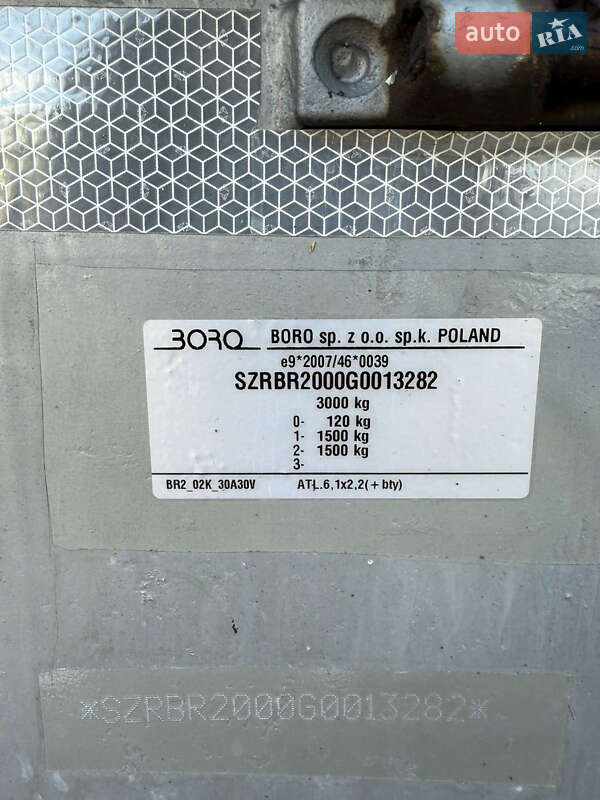 auto RIA.com
BORO BORO sp. z o.o. sp.k. POLAND
e9*2007/46*0039
SZRBR2000G0013282
3000 kg
0- 120 kg
1- 1500 kg
2- 1500 kg
3-
BR2_02K_30A30V ATL.6,1x2,2(+bty)
*SZRBR2000G0013282*